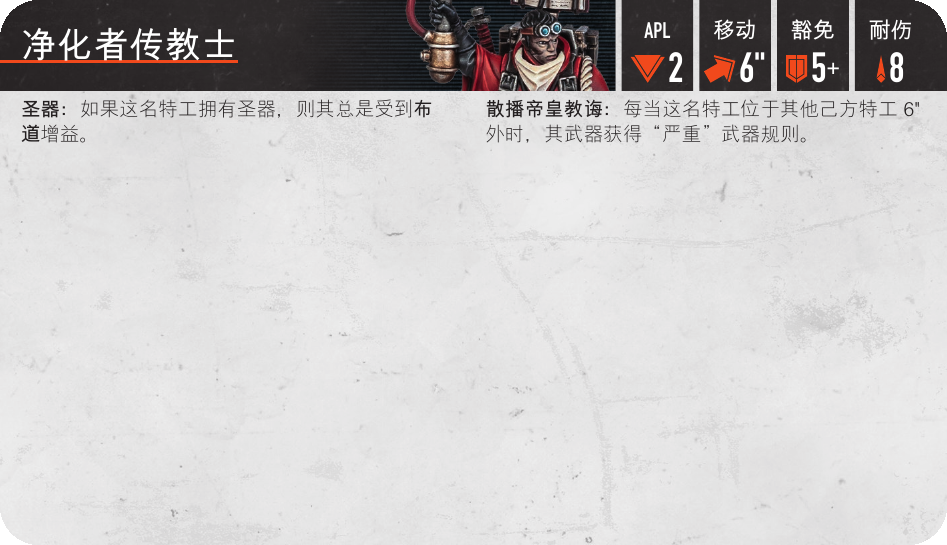 净化者传教士
APL 移动 豁免 耐伤
2 6" 5+ 8
圣器：如果这名特工拥有圣器，则其总是受到布
道增益。
散播帝皇教诲：每当这名特工位于其他己方特工 6"
外时，其武器获得“严重”武器规则。